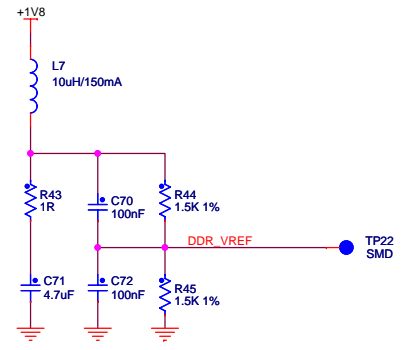 +1V8
L7
10uH/150mA
R43
1R
C70
100nF
R44
1.5K 1%
DDR_VREF
TP22
SMD
C71
4.7uF
C72
100nF
R45
1.5K 1%